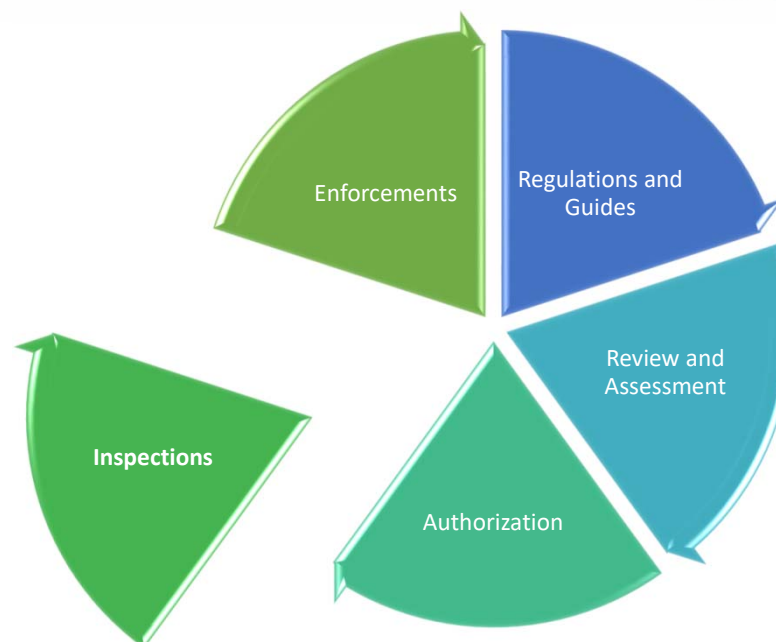 Enforcements
Regulations and
Guides
Review and
Assessment
Authorization
Inspections